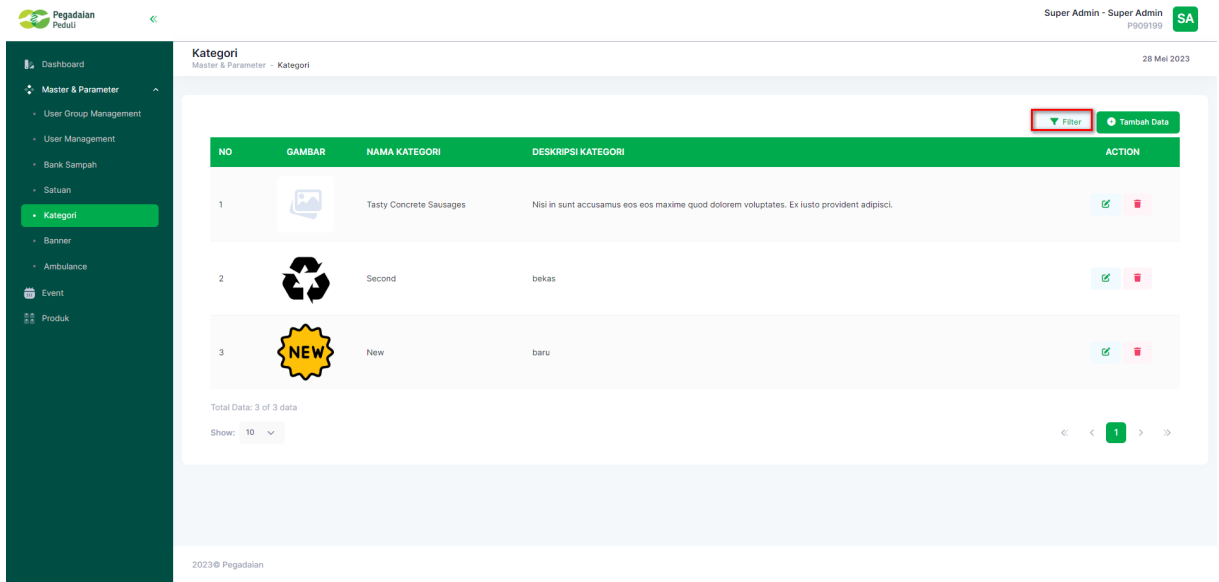 Pegadaian
Peduli
Super Admin - Super Admin
P909199
SA
Dashboard
Master & Parameter
User Group Management
User Management
Bank Sampah
Satuan
Kategori
Banner
Ambulance
Event
Produk
Kategori
Master & Parameter - Kategori
28 Mei 2023
Filter
Tambah Data
NO GAMBAR NAMA KATEGORI DESKRIPSI KATEGORI ACTION
1 Tasty Concrete Sausages Nisi in sunt accusamus eos eos maxime quod dolorem voluptates. Ex iusto provident adipisci.
2 Second bekas
3 NEW New baru
Total Data: 3 of 3 data
Show: 10
1
2023© Pegadaian